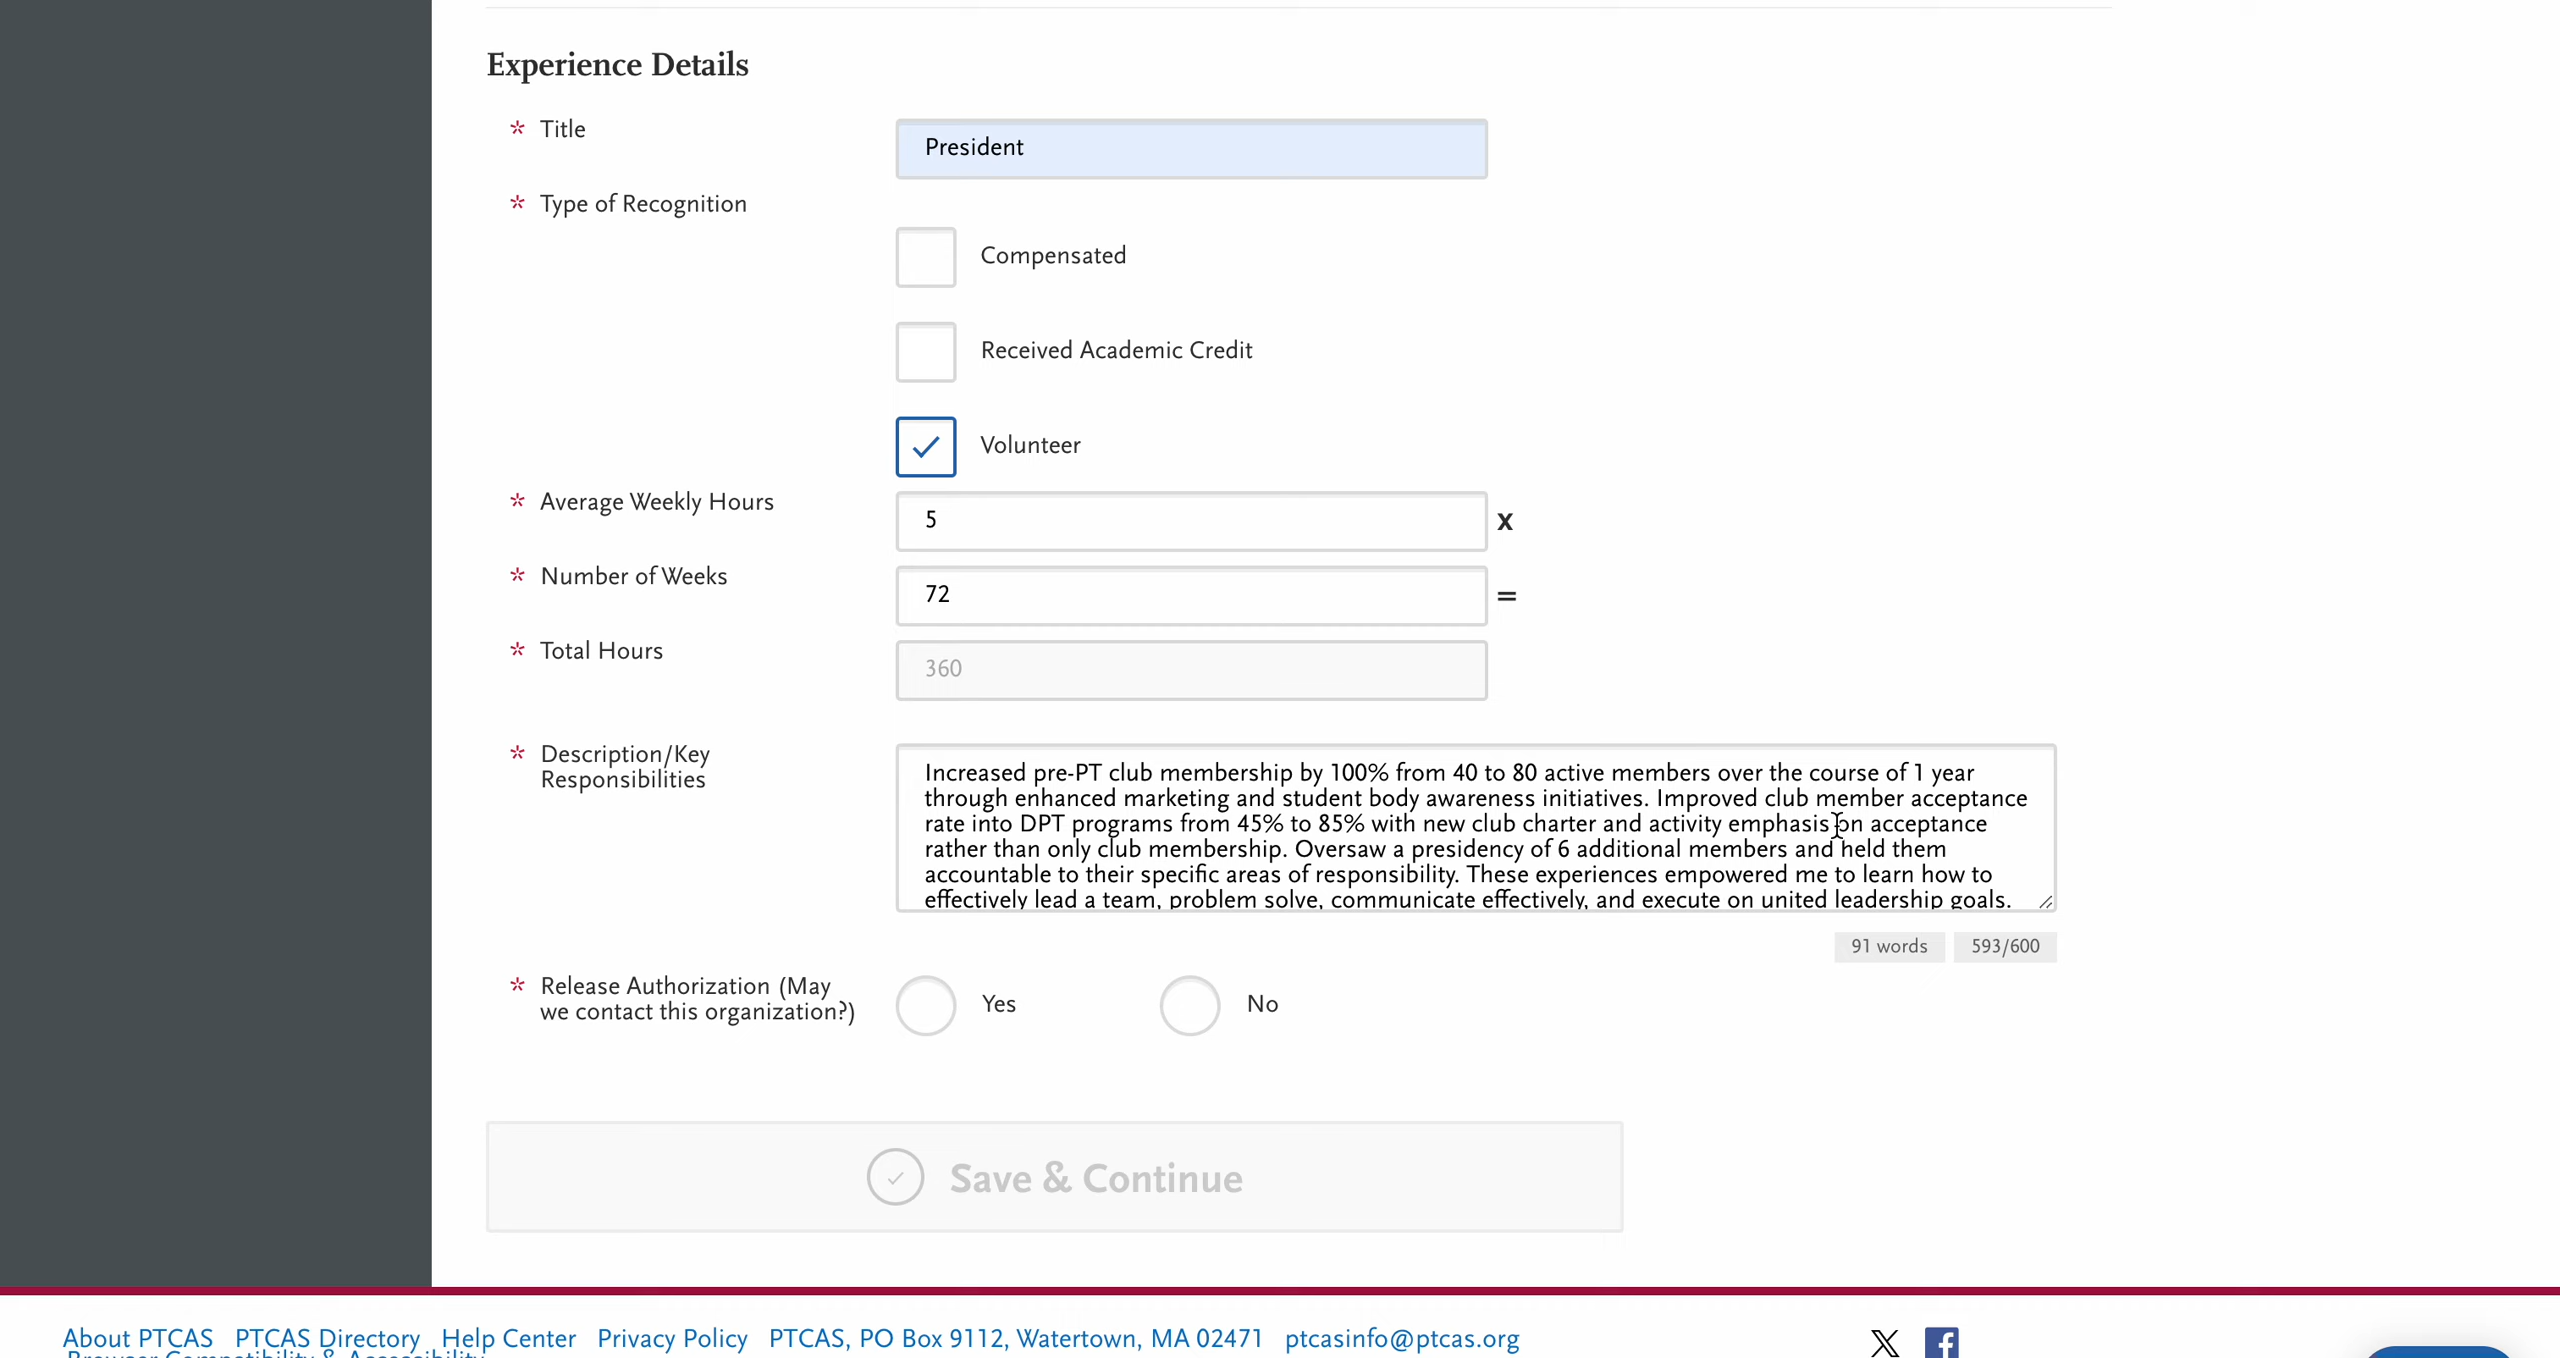 Experience Details
* Title
President
* Type of Recognition
Compensated
Received Academic Credit
Volunteer
* Average Weekly Hours
5
x
* Number of Weeks
72
=
* Total Hours
360
* Description/Key
Responsibilities
Increased pre-PT club membership by 100% from 40 to 80 active members over the course of 1 year
through enhanced marketing and student body awareness initiatives. Improved club member acceptance
rate into DPT programs from 45% to 85% with new club charter and activity emphasis on acceptance
rather than only club membership. Oversaw a presidency of 6 additional members and held them
accountable to their specific areas of responsibility. These experiences empowered me to learn how to
effectively lead a team, problem solve, communicate effectively, and execute on united leadership goals.
91 words 593/600
* Release Authorization (May
we contact this organization?)
Yes
No
Save & Continue
About PTCAS PTCAS Directory Help Center Privacy Policy PTCAS, PO Box 9112, Watertown, MA 02471 ptcasinfo@ptcas.org
Browser Compatibility & Accessibility